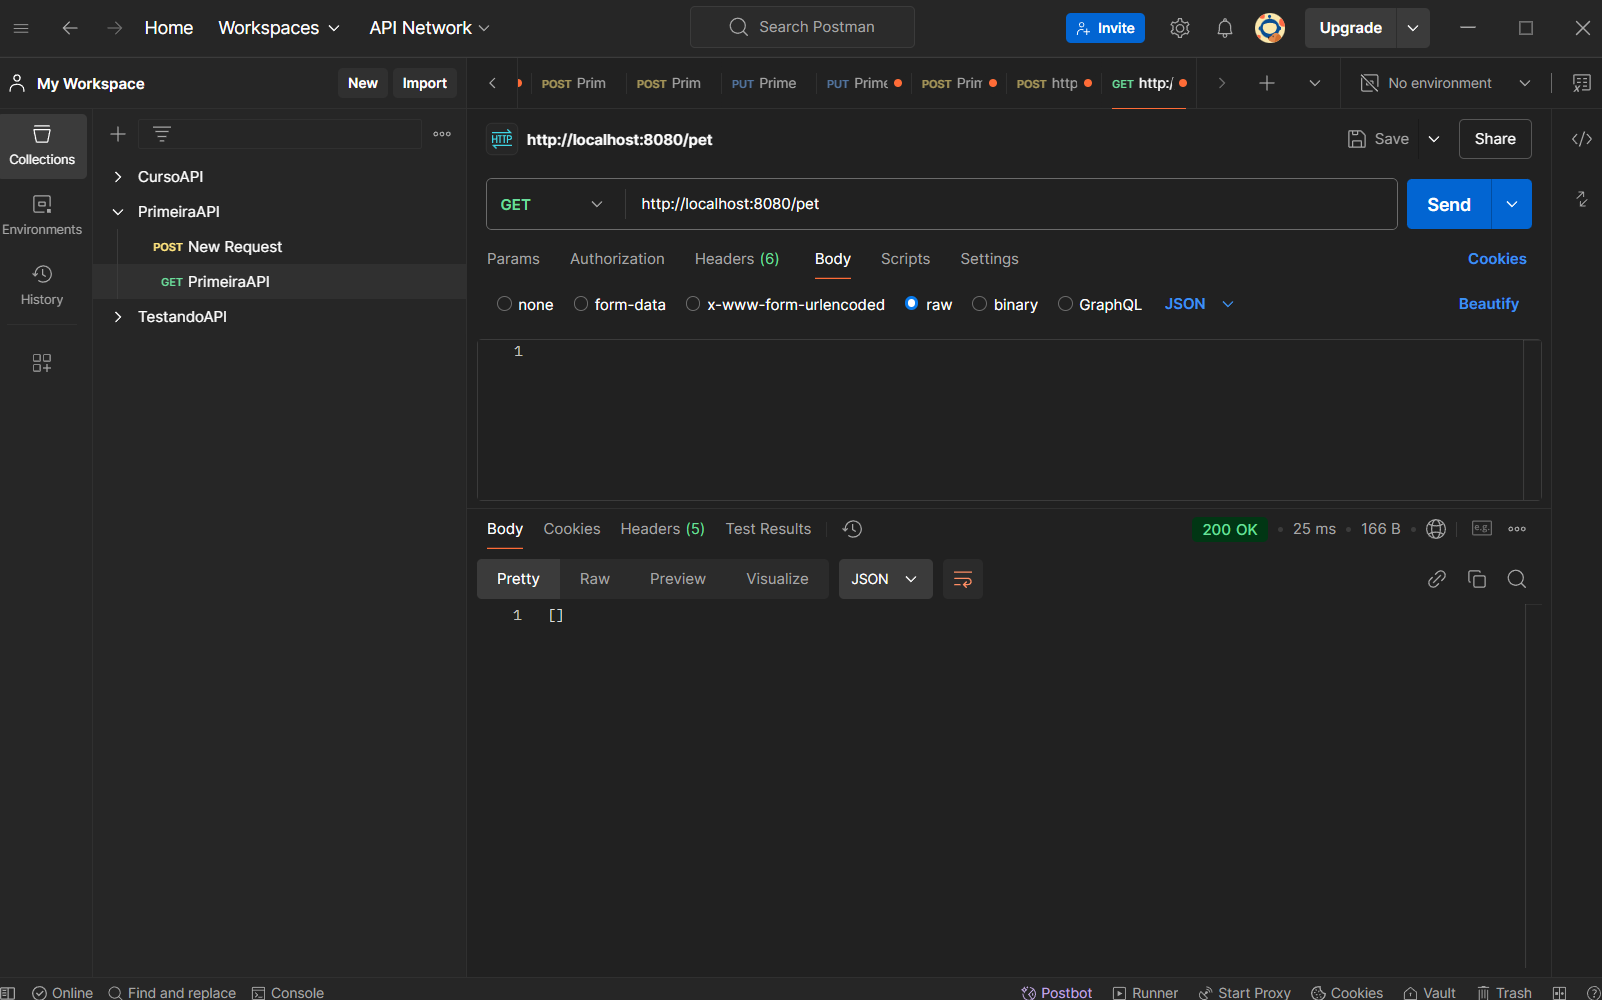 Home Workspaces API Network Search Postman Invite Upgrade
My Workspace New Import POST Prim POST Prim PUT Prime PUT Prime POST Prim POST http GET http:/ No environment
Collections
Environments
History
CursoAPI
PrimeiraAPI
POST New Request
GET PrimeiraAPI
TestandoAPI
HTTP http://localhost:8080/pet Save Share
GET http://localhost:8080/pet Send
Params Authorization Headers (6) Body Scripts Settings Cookies
none form-data x-www-form-urlencoded raw binary GraphQL JSON Beautify
1
Body Cookies Headers (5) Test Results 200 OK • 25 ms • 166 B • e.g.
Pretty Raw Preview Visualize JSON
1 []
Online Find and replace Console Postbot Runner Start Proxy Cookies Vault Trash